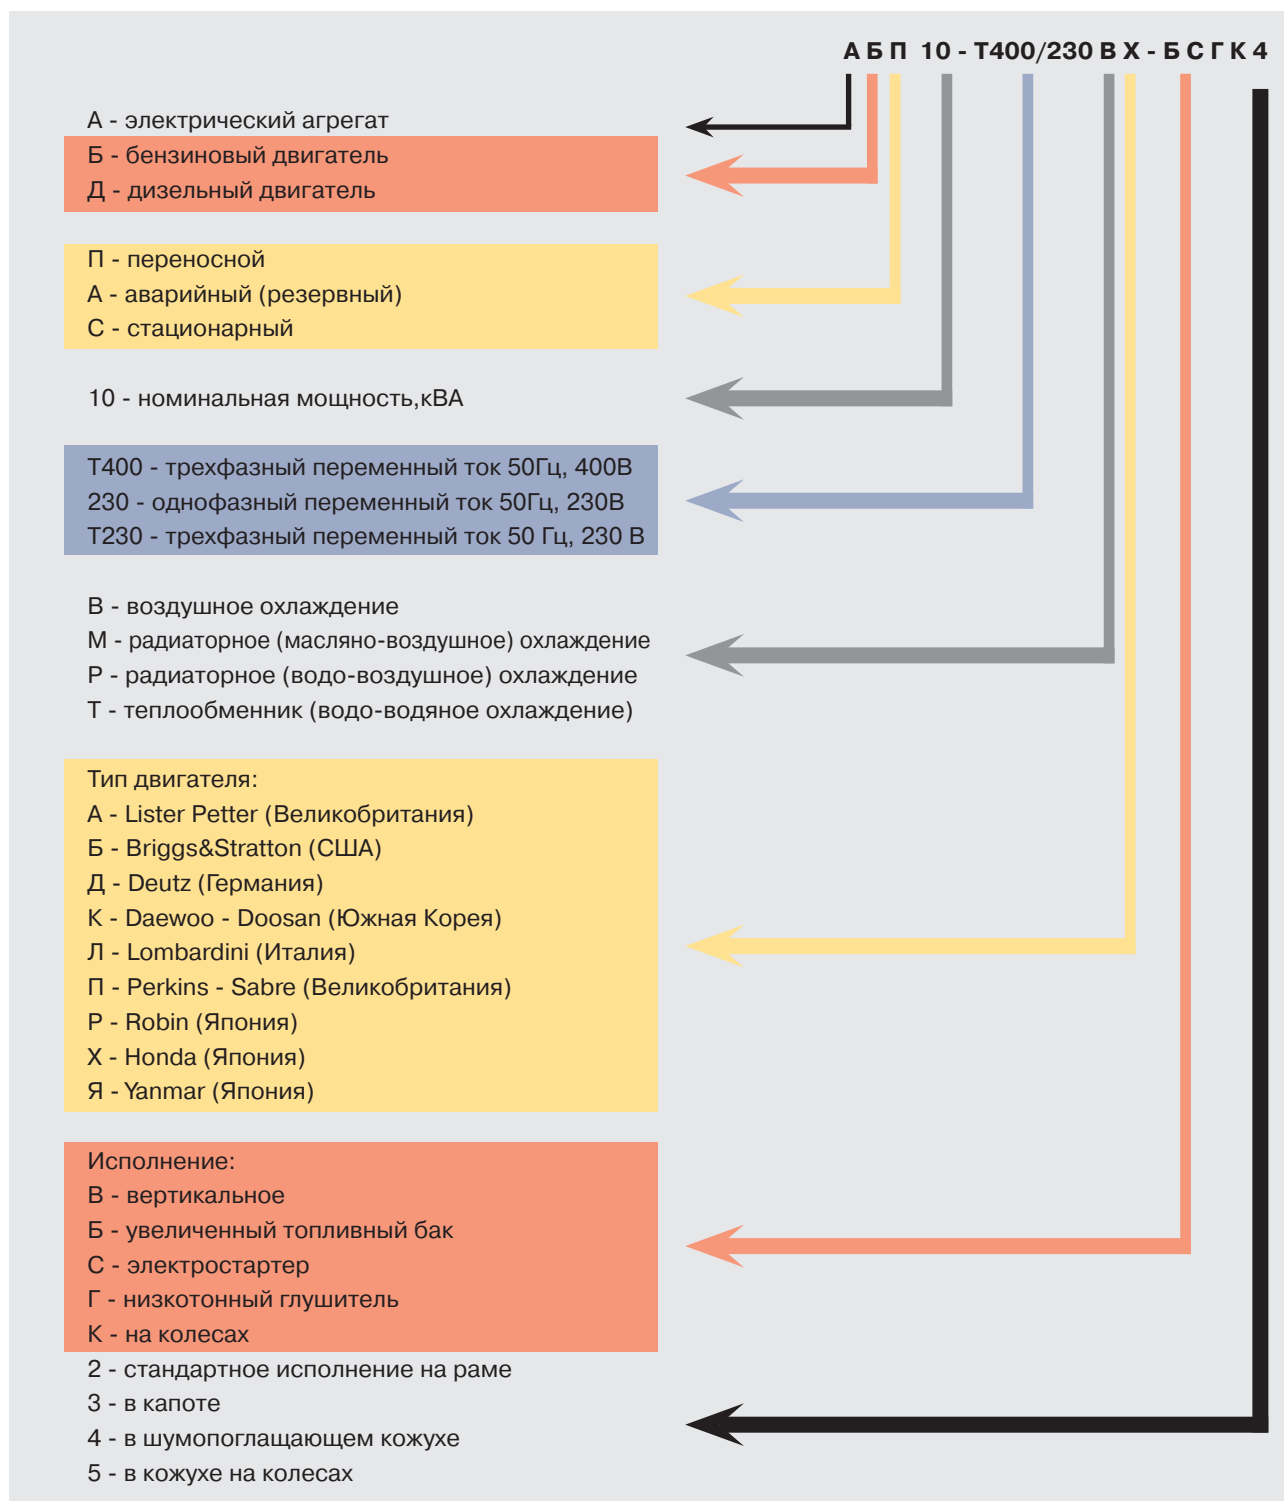 А Б П 10 - Т400/230 В Х - Б С Г К 4
А - электрический агрегат
Б - бензиновый двигатель
Д - дизельный двигатель
П - переносной
А - аварийный (резервный)
С - стационарный
10 - номинальная мощность,кВА
Т400 - трехфазный переменный ток 50Гц, 400В
230 - однофазный переменный ток 50Гц, 230В
Т230 - трехфазный переменный ток 50 Гц, 230 В
В - воздушное охлаждение
М - радиаторное (масляно-воздушное) охлаждение
Р - радиаторное (водо-воздушное) охлаждение
Т - теплообменник (водо-водяное охлаждение)
Тип двигателя:
А - Lister Petter (Великобритания)
Б - Briggs&Stratton (США)
Д - Deutz (Германия)
К - Daewoo - Doosan (Южная Корея)
Л - Lombardini (Италия)
П - Perkins - Sabre (Великобритания)
Р - Robin (Япония)
Х - Honda (Япония)
Я - Yanmar (Япония)
Исполнение:
В - вертикальное
Б - увеличенный топливный бак
С - электростартер
Г - низкотонный глушитель
К - на колесах
2 - стандартное исполнение на раме
3 - в капоте
4 - в шумопоглащающем кожухе
5 - в кожухе на колесах